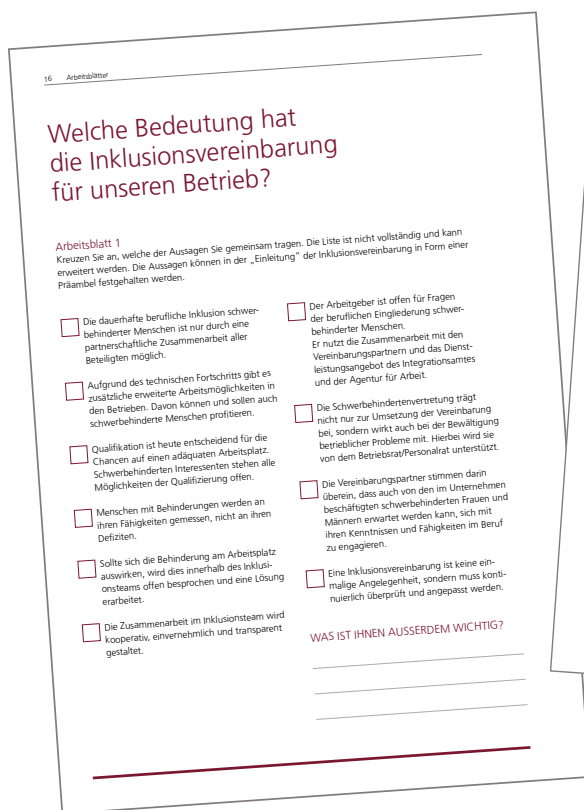 16 Arbeitsblätter
Welche Bedeutung hat
die Inklusionsvereinbarung
für unseren Betrieb?
Arbeitsblatt 1
Kreuzen Sie an, welche der Aussagen Sie gemeinsam tragen. Die Liste ist nicht vollständig und kann
erweitert werden. Die Aussagen können in der „Einleitung“ der Inklusionsvereinbarung in Form einer
Präambel festgehalten werden.
Die dauerhafte berufliche Inklusion schwer-
behinderter Menschen ist nur durch eine
partnerschaftliche Zusammenarbeit aller
Beteiligten möglich.
Aufgrund des technischen Fortschritts gibt es
zusätzliche erweiterte Arbeitsmöglichkeiten in
den Betrieben. Davon können und sollen auch
schwerbehinderte Menschen profitieren.
Qualifikation ist heute entscheidend für die
Chancen auf einen adäquaten Arbeitsplatz.
Schwerbehinderten Interessenten stehen alle
Möglichkeiten der Qualifizierung offen.
Menschen mit Behinderungen werden an
ihren Fähigkeiten gemessen, nicht an ihren
Defiziten.
Sollte sich die Behinderung am Arbeitsplatz
auswirken, wird dies innerhalb des Inklusi-
onsteams offen besprochen und eine Lösung
erarbeitet.
Die Zusammenarbeit im Inklusionsteam wird
kooperativ, einvernehmlich und transparent
gestaltet.
Der Arbeitgeber ist offen für Fragen
der beruflichen Eingliederung schwer-
behinderter Menschen.
Er nutzt die Zusammenarbeit mit den
Vereinbarungspartnern und das Dienst-
leistungsangebot des Integrationsamtes
und der Agentur für Arbeit.
Die Schwerbehindertenvertretung trägt
nicht nur zur Umsetzung der Vereinbarung
bei, sondern wirkt auch bei der Bewältigung
betrieblicher Probleme mit. Hierbei wird sie
von dem Betriebsrat/Personalrat unterstützt.
Die Vereinbarungspartner stimmen darin
überein, dass auch von den im Unternehmen
beschäftigten schwerbehinderten Frauen und
Männern erwartet werden kann, sich mit
ihren Kenntnissen und Fähigkeiten im Beruf
zu engagieren.
Eine Inklusionsvereinbarung ist keine ein-
malige Angelegenheit, sondern muss konti-
nuierlich überprüft und angepasst werden.
WAS IST IHNEN AUSSERDEM WICHTIG?